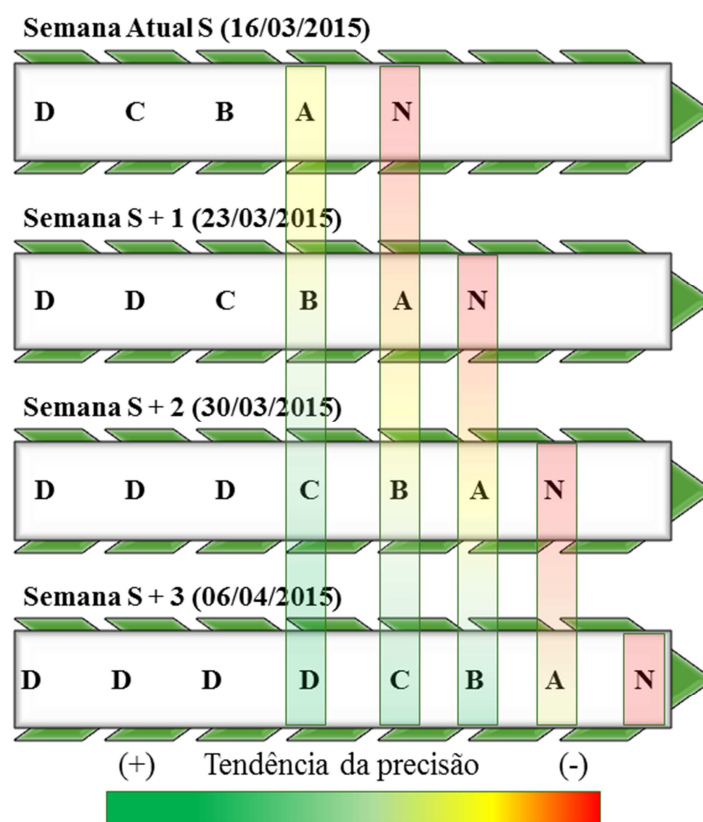 Semana Atual S (16/03/2015)
D C B A N
Semana S + 1 (23/03/2015)
D D C B A N
Semana S + 2 (30/03/2015)
D D D C B A N
Semana S + 3 (06/04/2015)
D D D D C B A N
(+) Tendência da precisão (-)